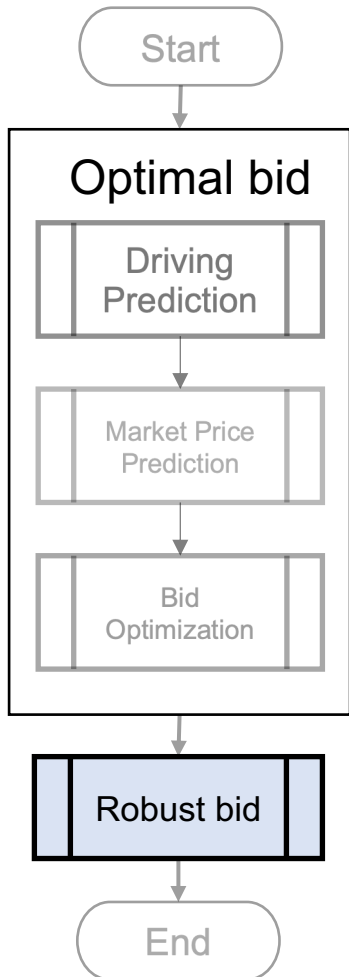 Start
Optimal bid
Driving
Prediction
Market Price
Prediction
Bid
Optimization
Robust bid
End